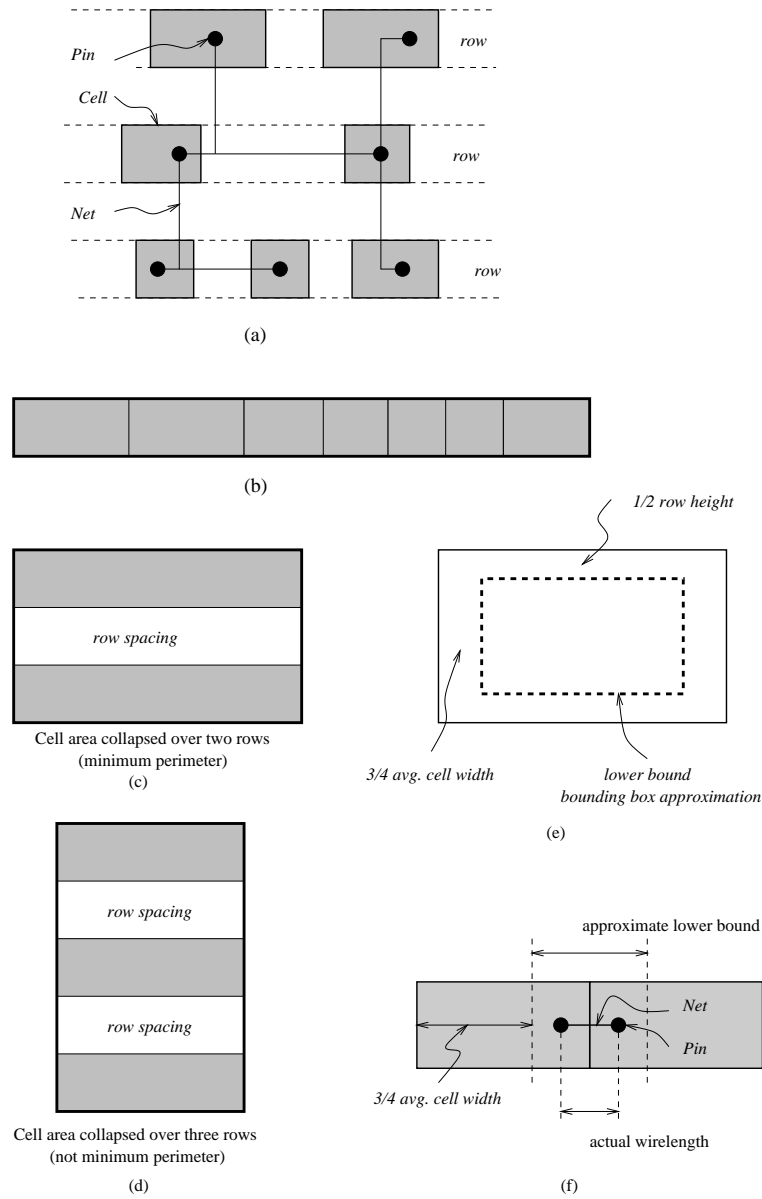 Pin
row
Cell
row
Net
row
(a)
(b)
1/2 row height
row spacing
Cell area collapsed over two rows
(minimum perimeter)
(c)
3/4 avg. cell width
lower bound
bounding box approximation
(e)
row spacing
row spacing
Cell area collapsed over three rows
(not minimum perimeter)
(d)
approximate lower bound
Net
Pin
3/4 avg. cell width
actual wirelength
(f)